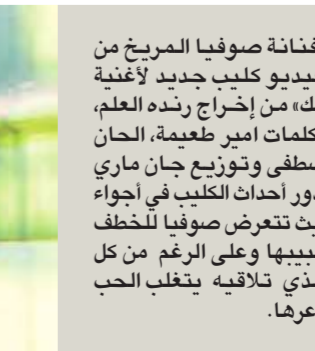 فنانة صوفيا المريخ من
يديو كليب جديد لأغنية
ك» من إخراج رنده العلم،
كلمات امير طعيمة، الحان
صطفى وتوزيع جان ماري
دور أحداث الكليب في أجواء
يث تتعرض صوفيا للخطف
بيبها وعلى الرغم من كل
ذي تلاقيه يتغلب الحب
عرها.